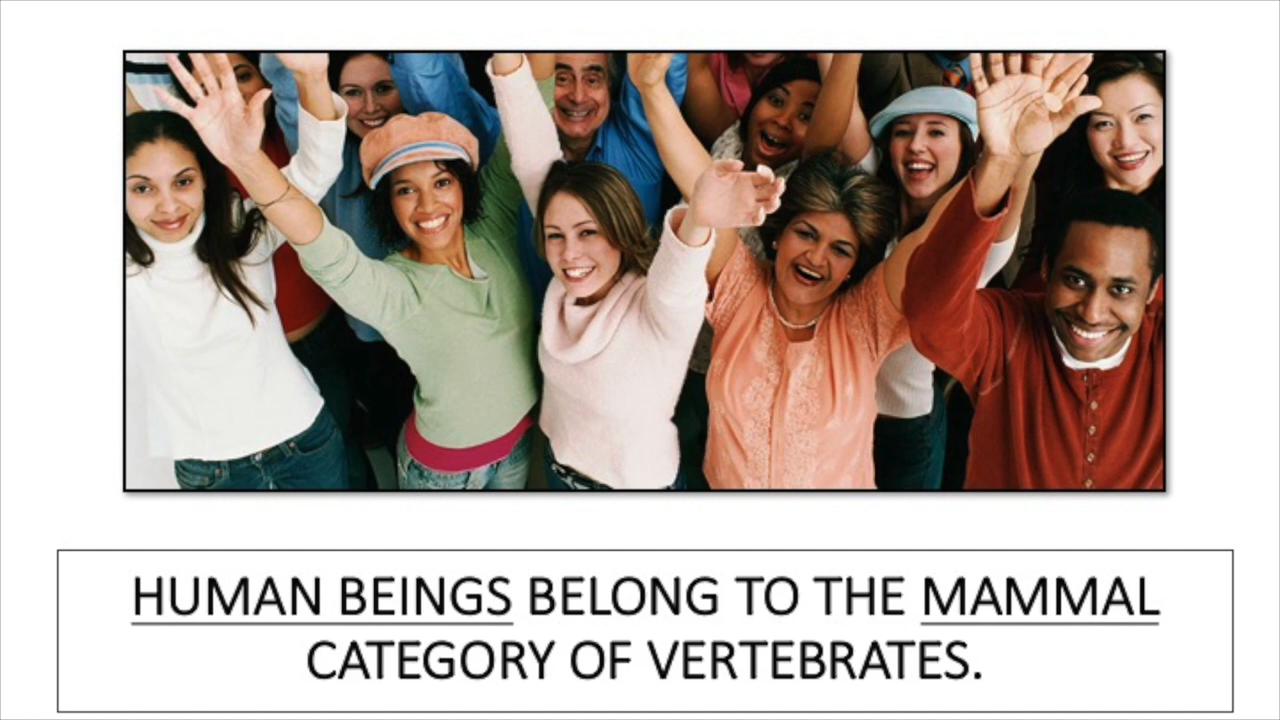 HUMAN BEINGS BELONG TO THE MAMMAL
CATEGORY OF VERTEBRATES.